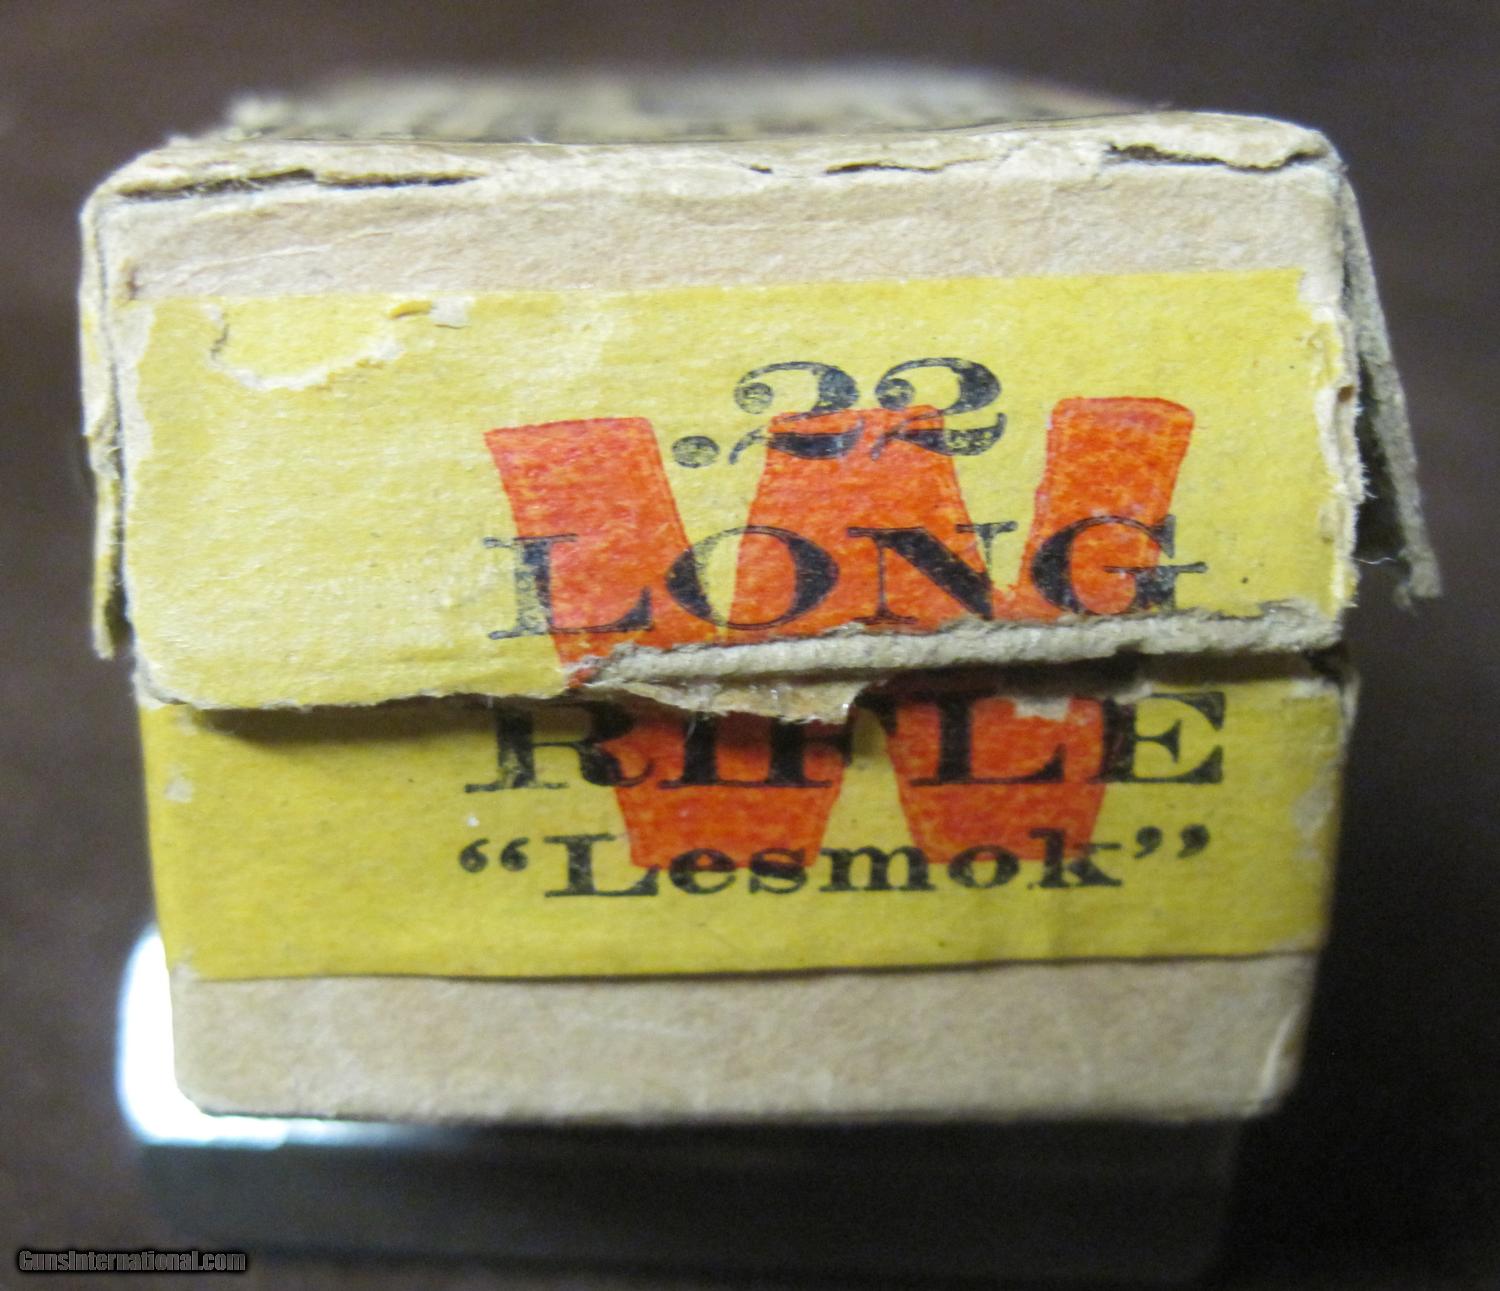 W
.22
LONG
RIFLE
“Lesmok”
GunsInternational.com